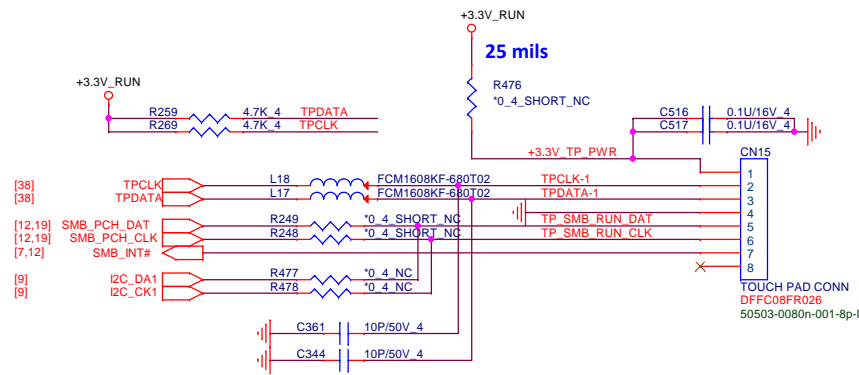 +3.3V_RUN
25 mils
+3.3V_RUN
R476
*0_4_SHORT_NC
R259 4.7K_4 TPDATA
R269 4.7K_4 TPCLK
C516 0.1U/16V_4
C517 0.1U/16V_4
+3.3V_TP_PWR
CN15
1
[38] TPCLK L18 FCM1608KF-680T02 TPCLK-1 2
[38] TPDATA L17 FCM1608KF-680T02 TPDATA-1 3
4
[12,19] SMB_PCH_DAT R249 *0_4_SHORT_NC TP_SMB_RUN_DAT 5
[12,19] SMB_PCH_CLK R248 *0_4_SHORT_NC TP_SMB_RUN_CLK 6
[7,12] SMB_INT# 7
8
[9] I2C_DA1 R477 *0_4_NC
[9] I2C_CK1 R478 *0_4_NC
TOUCH PAD CONN
DFFC08FR026
50503-0080n-001-8p-l
C361 10P/50V_4
C344 10P/50V_4